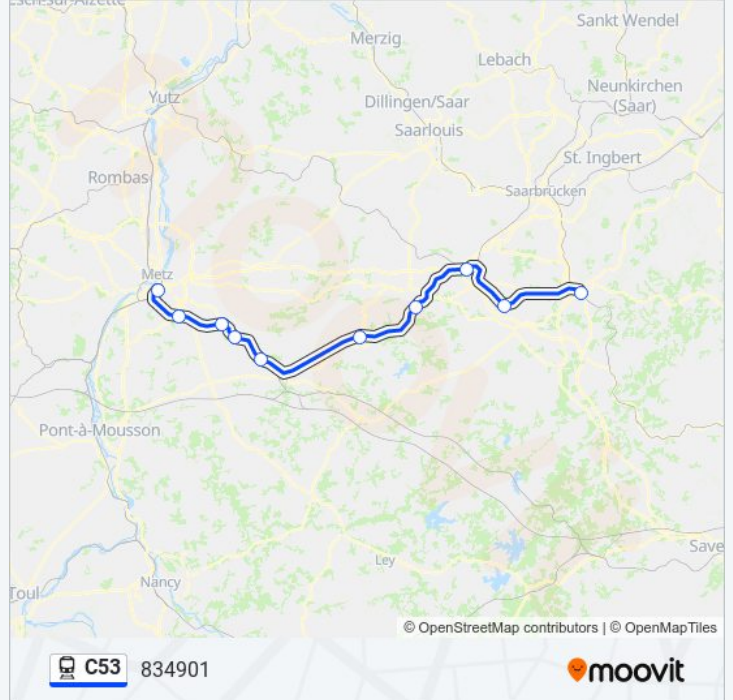 Esch-sur-Alzette
Merzig
Sankt Wendel
Lebach
Yutz
Dillingen/Saar
Neunkirchen
(Saar)
Saarlouis
Rombas
St. Ingbert
Saarbrücken
Metz
Pont-à-Mousson
Save
Ley
Nancy
Toul
© OpenStreetMap contributors | © OpenMapTiles
C53 834901
moovit